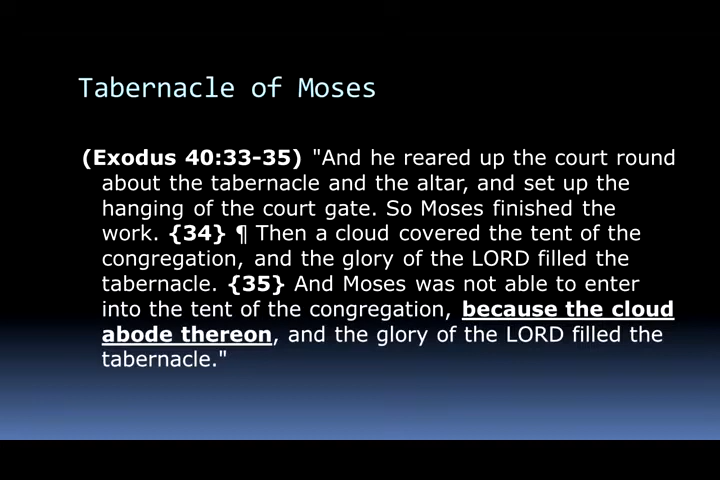 Tabernacle of Moses
(Exodus 40:33-35) "And he reared up the court round
about the tabernacle and the altar, and set up the
hanging of the court gate. So Moses finished the
work. {34} ¶ Then a cloud covered the tent of the
congregation, and the glory of the LORD filled the
tabernacle. {35} And Moses was not able to enter
into the tent of the congregation, because the cloud
abode thereon, and the glory of the LORD filled the
tabernacle."